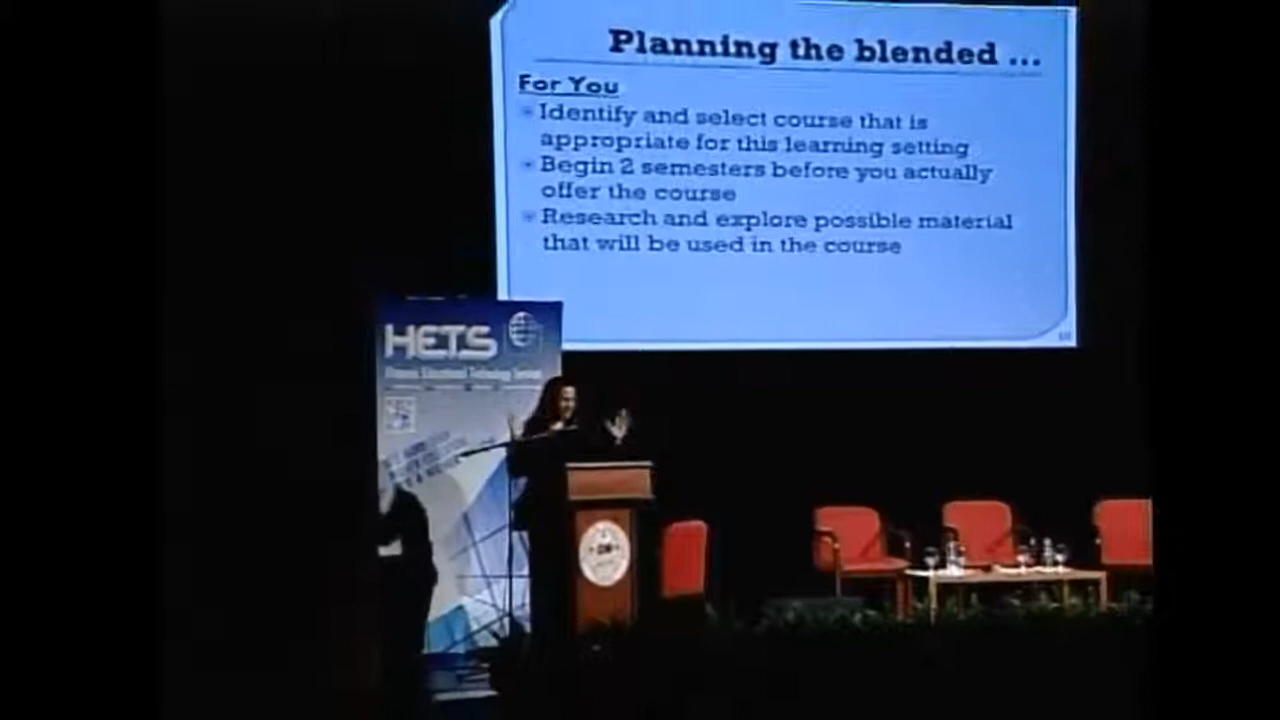 Planning the blended ...
For You
Identify and select course that is
appropriate for this learning setting
Begin 2 semesters before you actually
offer the course
Research and explore possible material
that will be used in the course
HETS